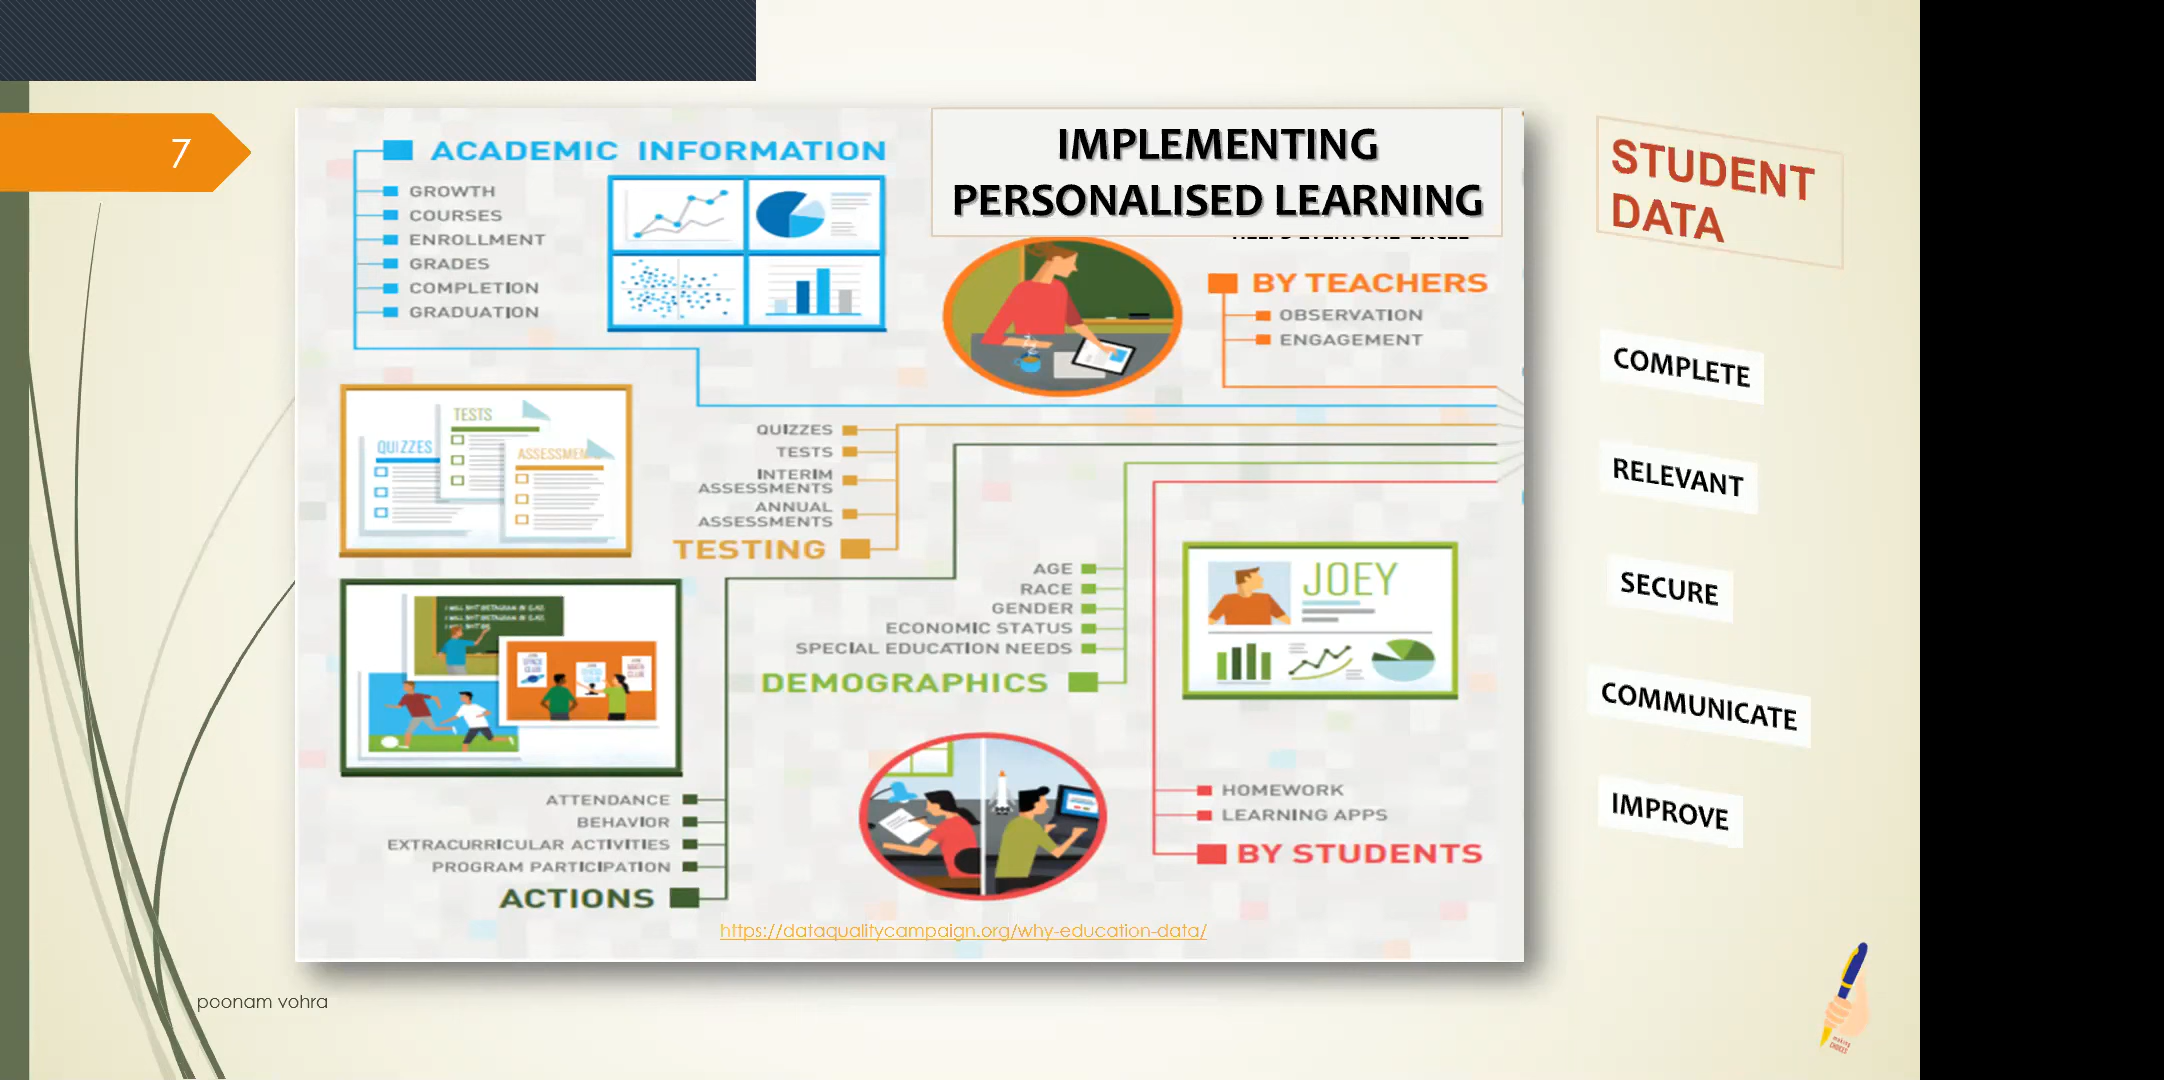 7
ACADEMIC INFORMATION
GROWTH
COURSES
ENROLLMENT
GRADES
COMPLETION
GRADUATION
IMPLEMENTING
PERSONALISED LEARNING
BY TEACHERS
OBSERVATION
ENGAGEMENT
TESTS
QUIZZES
QUIZZES
TESTS
INTERIM
ASSESSMENTS
ANNUAL
ASSESSMENTS
TESTING
AGE
RACE
GENDER
ECONOMIC STATUS
SPECIAL EDUCATION NEEDS
DEMOGRAPHICS
JOEY
SPACE
CLUB
ATTENDANCE
BEHAVIOR
EXTRACURRICULAR ACTIVITIES
PROGRAM PARTICIPATION
ACTIONS
HOMEWORK
LEARNING APPS
BY STUDENTS
https://dataqualitycampaign.org/why-education-data/
STUDENT
DATA
COMPLETE
RELEVANT
SECURE
COMMUNICATE
IMPROVE
poonam vohra